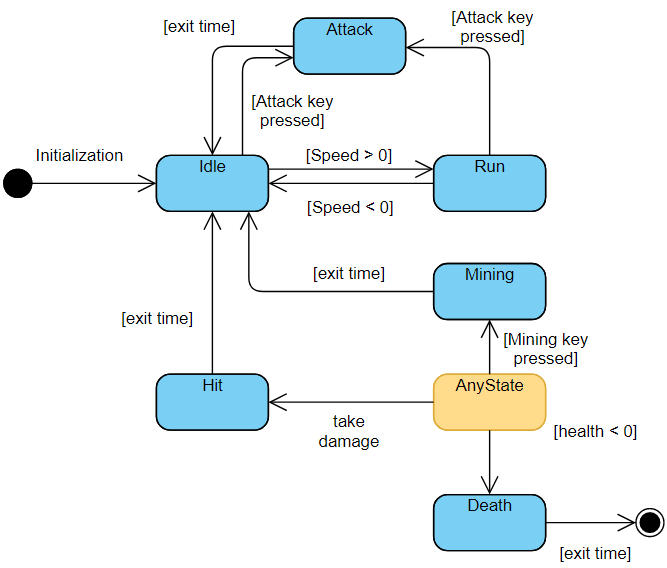 [exit time]
Attack
[Attack key
pressed]
[Attack key
pressed]
Initialization
Idle
[Speed > 0]
Run
[Speed < 0]
[exit time]
Mining
[exit time]
[Mining key
pressed]
Hit
AnyState
take
damage
[health < 0]
Death
[exit time]